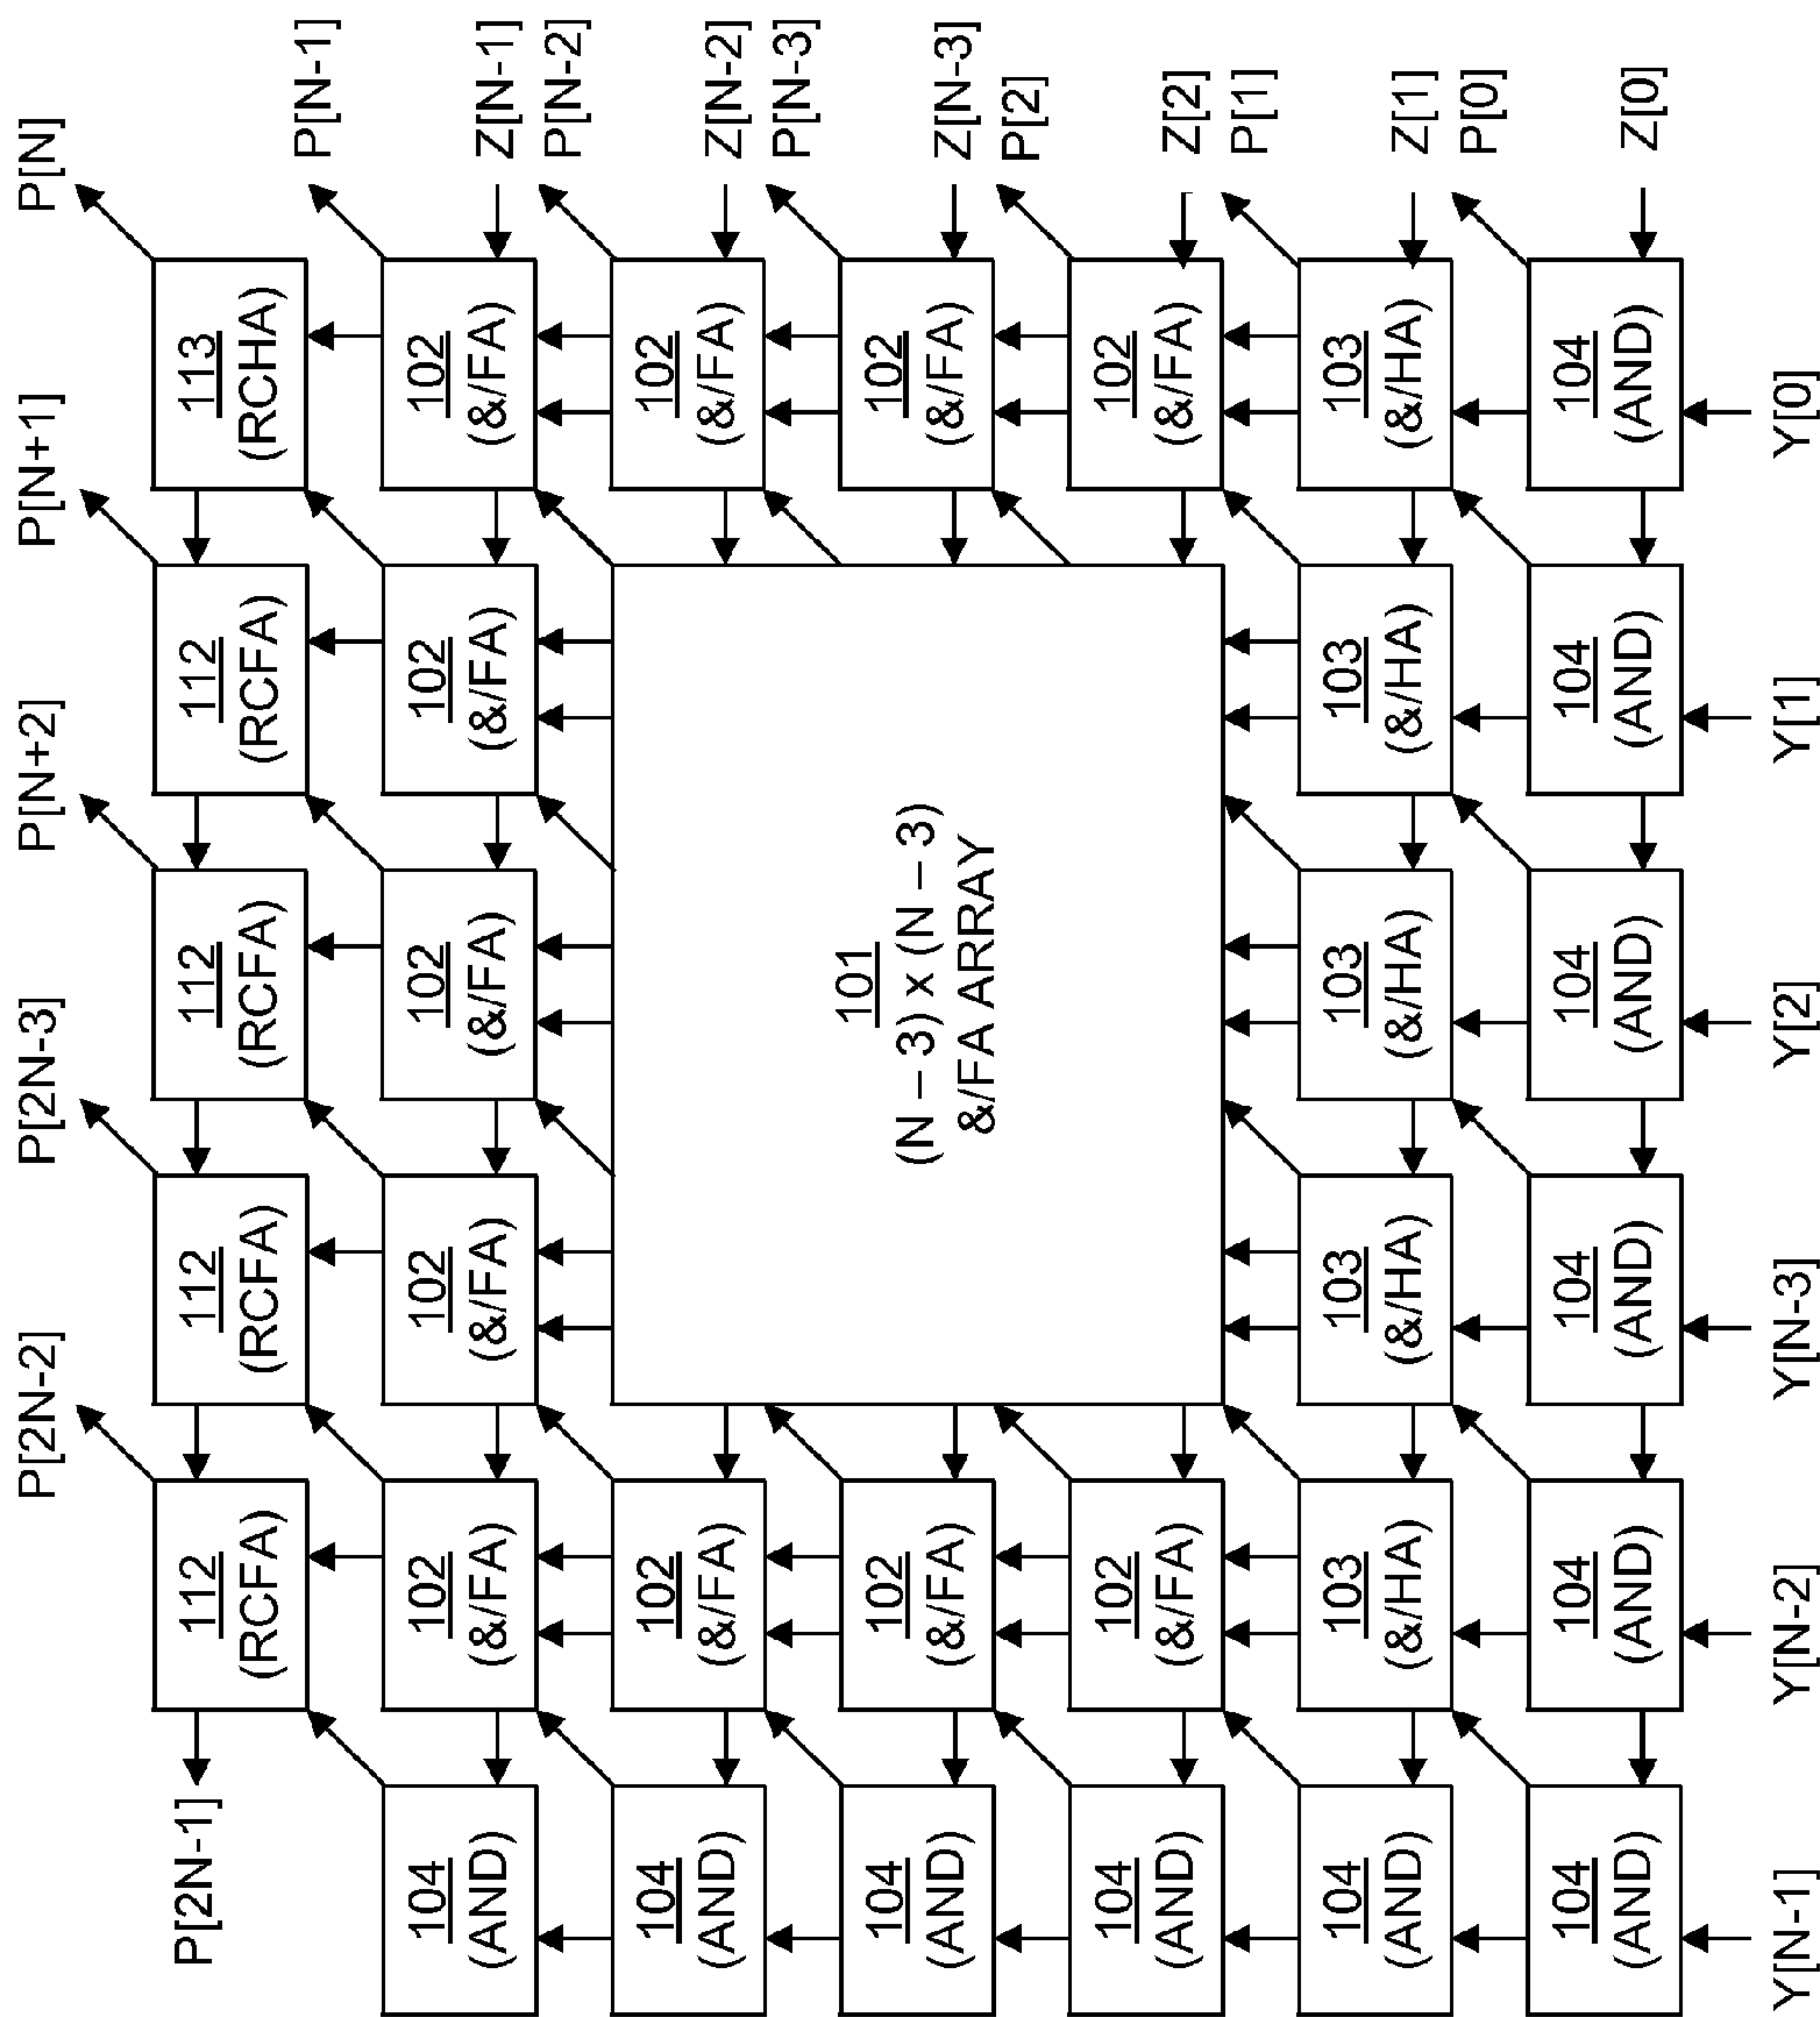 P[2N-2] P[2N-3] P[N+2] P[N+1] P[N]
P[2N-1]
112 112 112 112 112 113
(RCFA) (RCFA) (RCFA) (RCFA) (RCFA) (RCHA)
P[N-1]
104 102 102 102 102 102
(AND) (&/FA) (&/FA) (&/FA) (&/FA) (&/FA)
Z[N-1]
P[N-2]
104 102 102
(AND) (&/FA) (&/FA)
Z[N-2]
P[N-3]
101
(N – 3) x (N – 3)
&/FA ARRAY
104 102 102
(AND) (&/FA) (&/FA)
Z[N-3]
P[2]
104 102 102
(AND) (&/FA) (&/FA)
Z[2]
P[1]
104 103 103 103 103 103
(AND) (&/HA) (&/HA) (&/HA) (&/HA) (&/HA)
Z[1]
P[0]
104 104 104 104 104 104
(AND) (AND) (AND) (AND) (AND) (AND)
Z[0]
Y[N-1] Y[N-2] Y[N-3] Y[2] Y[1] Y[0]